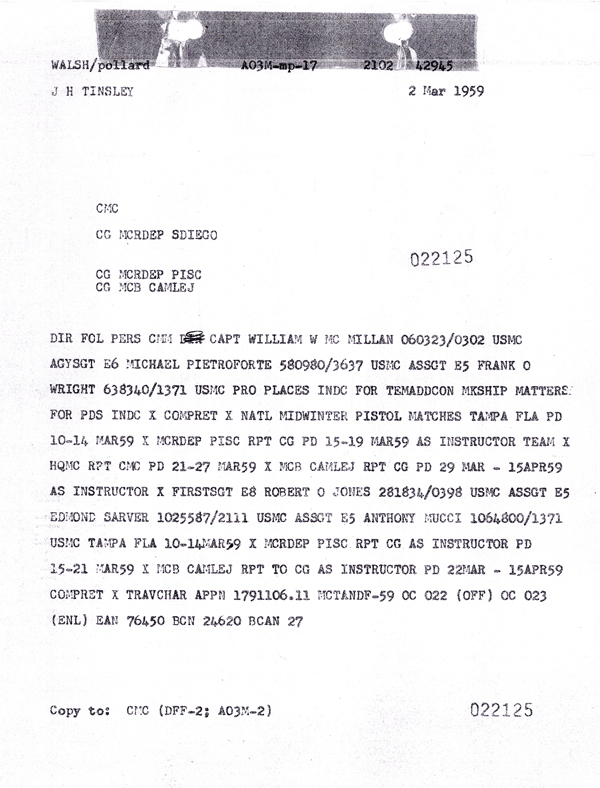 WALSH/pollard A03M-mp-17 2102 42945
J H TINSLEY 2 Mar 1959
CMC
CG MCRDEP SDIEGO
022125
CG MCRDEP PISC
CG MCB CAMLEJ
DIR FOL PERS CMM CAPT WILLIAM W MC MILLAN 060323/0302 USMC
AGYSGT E6 MICHAEL PIETROFORTE 580980/3637 USMC ASSGT E5 FRANK O
WRIGHT 638340/1371 USMC PRO PLACES INDC FOR TEMADDCON MKSHIP MATTERS
FOR PDS INDC X COMPRET X NATL MIDWINTER PISTOL MATCHES TAMPA FLA PD
10-14 MAR59 X MCRDEP PISC RPT CG PD 15-19 MAR59 AS INSTRUCTOR TEAM X
HQMC RPT CMC PD 21-27 MAR59 X MCB CAMLEJ RPT CG PD 29 MAR - 15APR59
AS INSTRUCTOR X FIRSTSGT E8 ROBERT O JONES 281834/0398 USMC ASSGT E5
EDMOND SARVER 1025587/2111 USMC ASSGT E5 ANTHONY MUCCI 1064800/1371
USMC TAMPA FLA 10-14MAR59 X MCRDEP PISC RPT CG AS INSTRUCTOR PD
15-21 MAR59 X MCB CAMLEJ RPT TO CG AS INSTRUCTOR PD 22MAR - 15APR59
COMPRET X TRAVCHAR APPN 1791106.11 MCTANDF-59 OC 022 (OFF) OC 023
(ENL) EAN 76450 BCN 24620 BCAN 27
Copy to: CMC (DFF-2; A03M-2) 022125